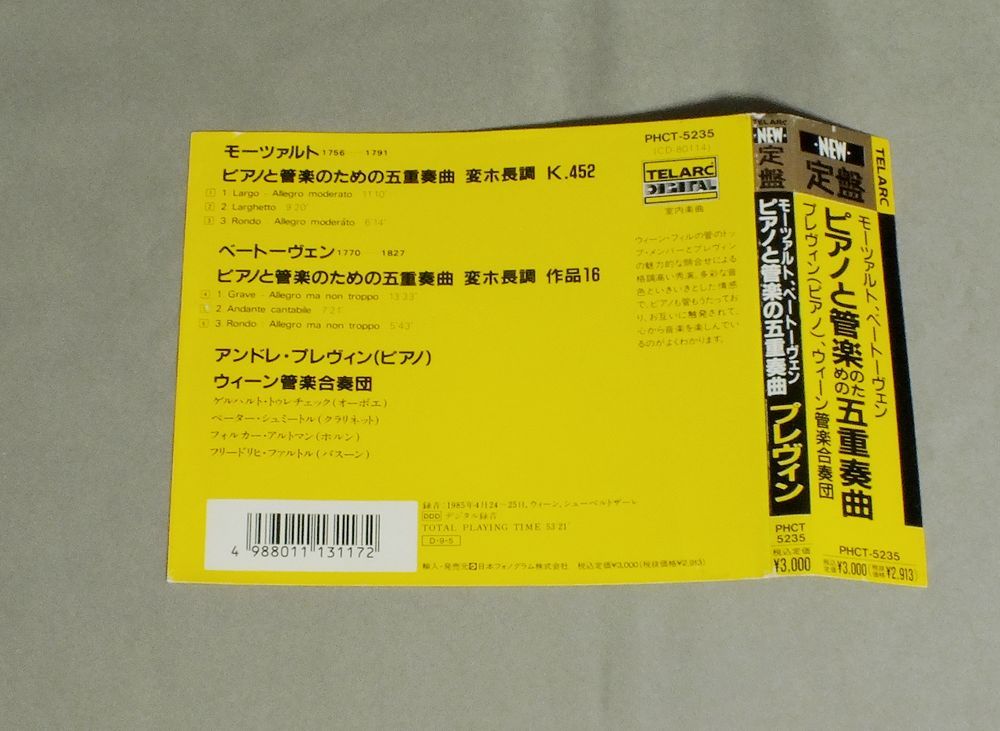 モーツァルト 1756——1791
ピアノと管楽のための五重奏曲 変ホ長調 K.452
1 1 Largo - Allegro moderato 11'10"
2 2 Larghetto 9'20"
3 3 Rondo Allegro moderato 6'14"
ベートーヴェン 1770——1827
ピアノと管楽のための五重奏曲 変ホ長調 作品16
4 1 Grave - Allegro ma non troppo 13'23"
2 Andante cantabile 7'21"
3 Rondo Allegro ma non troppo 5'43"
アンドレ・プレヴィン(ピアノ)
ウィーン管楽合奏団
ゲルハルト・トゥレチェック(オーボエ)
ペーター・シュミードル(クラリネット)
フォルカー・アルトマン(ホルン)
フリードリヒ・ファルトル(バスーン)
4 988011 131172
録音:1985年4月24-25日、ウィーン、シューベルトザール
DDD デジタル録音
TOTAL PLAYING TIME 53'21"
D-9-5
輸入・発売元 日本フォノグラム株式会社 税込定価¥3,000(税抜価格¥2,913)
PHCT-5235
(CD-80114)
TELARC
DIGITAL
室内楽曲
ウィーン・フィルの管のトッ
プ・メンバーとプレヴィン
の魅力的な顔合せによる
格調高い秀演。多彩な音
色といきいきとした情感
で、ピアノも管もうたってお
り、お互いに触発されて、
心から音楽を楽しんでい
るのがよくわかります。
TELARC
NEW
定盤
モーツァルト、ベートーヴェン
ピアノと管楽の五重奏曲
プレヴィン
PHCT
5235
税込定価
¥3,000
NEW
定盤
TELARC
モーツァルト、ベートーヴェン
ピアノと管楽のための五重奏曲
プレヴィン(ピアノ)、ウィーン管楽合奏団
PHCT-5235
税込定価¥3,000(税抜価格¥2,913)